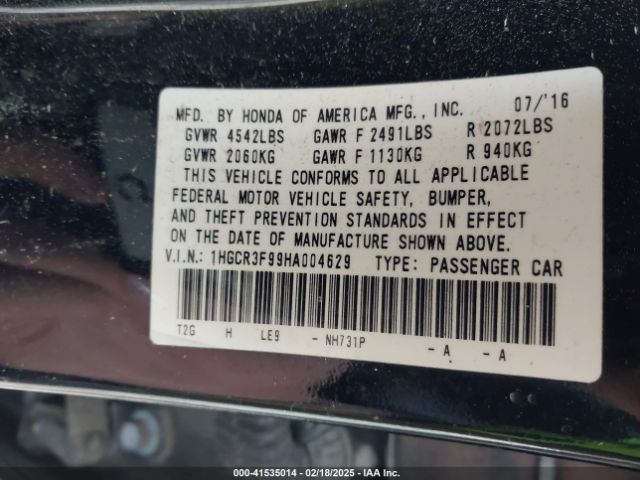 MFD. BY HONDA OF AMERICA MFG., INC. 07/'16
GVWR 4542LBS GAWR F 2491LBS R 2072LBS
GVWR 2060KG GAWR F 1130KG R 940KG
THIS VEHICLE CONFORMS TO ALL APPLICABLE
FEDERAL MOTOR VEHICLE SAFETY, BUMPER,
AND THEFT PREVENTION STANDARDS IN EFFECT
ON THE DATE OF MANUFACTURE SHOWN ABOVE.
V.I.N.: 1HGCR3F99HA004629 TYPE: PASSENGER CAR
T2G H LE9 - NH731P - A - A
000-41535014 - 02/18/2025 - IAA Inc.